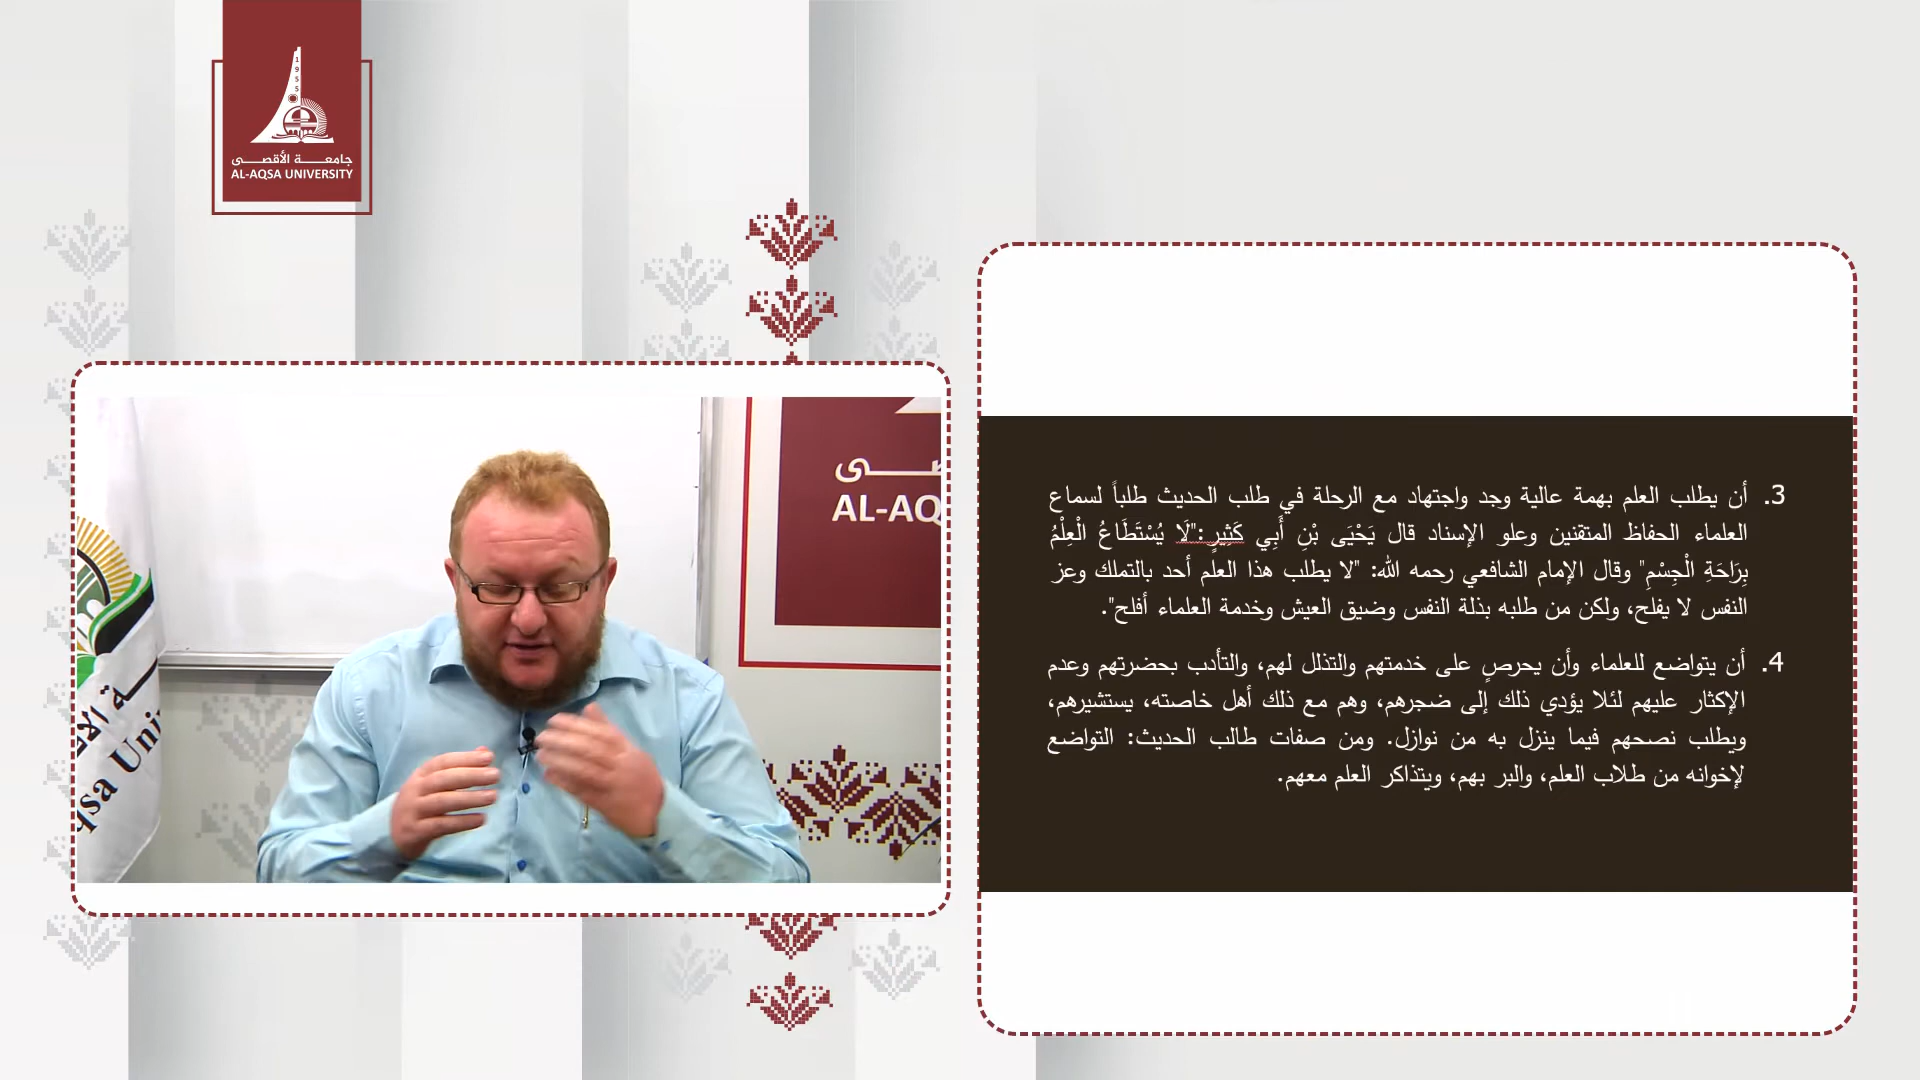 1955
جامعة الأقصى
AL-AQSA UNIVERSITY
AL-AQ
3. أن يطلب العلم بهمة عالية وجد واجتهاد مع الرحلة في طلب الحديث طلباً لسماع
العلماء الحفاظ المتقنين وعلو الإسناد قال يَحْيَى بْنِ أَبِي كَثِيرٍ:"لَا يُسْتَطَاعُ الْعِلْمُ
بِرَاحَةِ الْجِسْمِ" وقال الإمام الشافعي رحمه الله: "لا يطلب هذا العلم أحد بالتملك وعز
النفس لا يفلح، ولكن من طلبه بذلة النفس وضيق العيش وخدمة العلماء أفلح".
4. أن يتواضع للعلماء وأن يحرصٍ على خدمتهم والتذلل لهم، والتأدب بحضرتهم وعدم
الإكثار عليهم لئلا يؤدي ذلك إلى ضجرهم، وهم مع ذلك أهل خاصته، يستشيرهم،
ويطلب نصحهم فيما ينزل به من نوازل. ومن صفات طالب الحديث: التواضع
لإخوانه من طلاب العلم، والبر بهم، ويتذاكر العلم معهم.